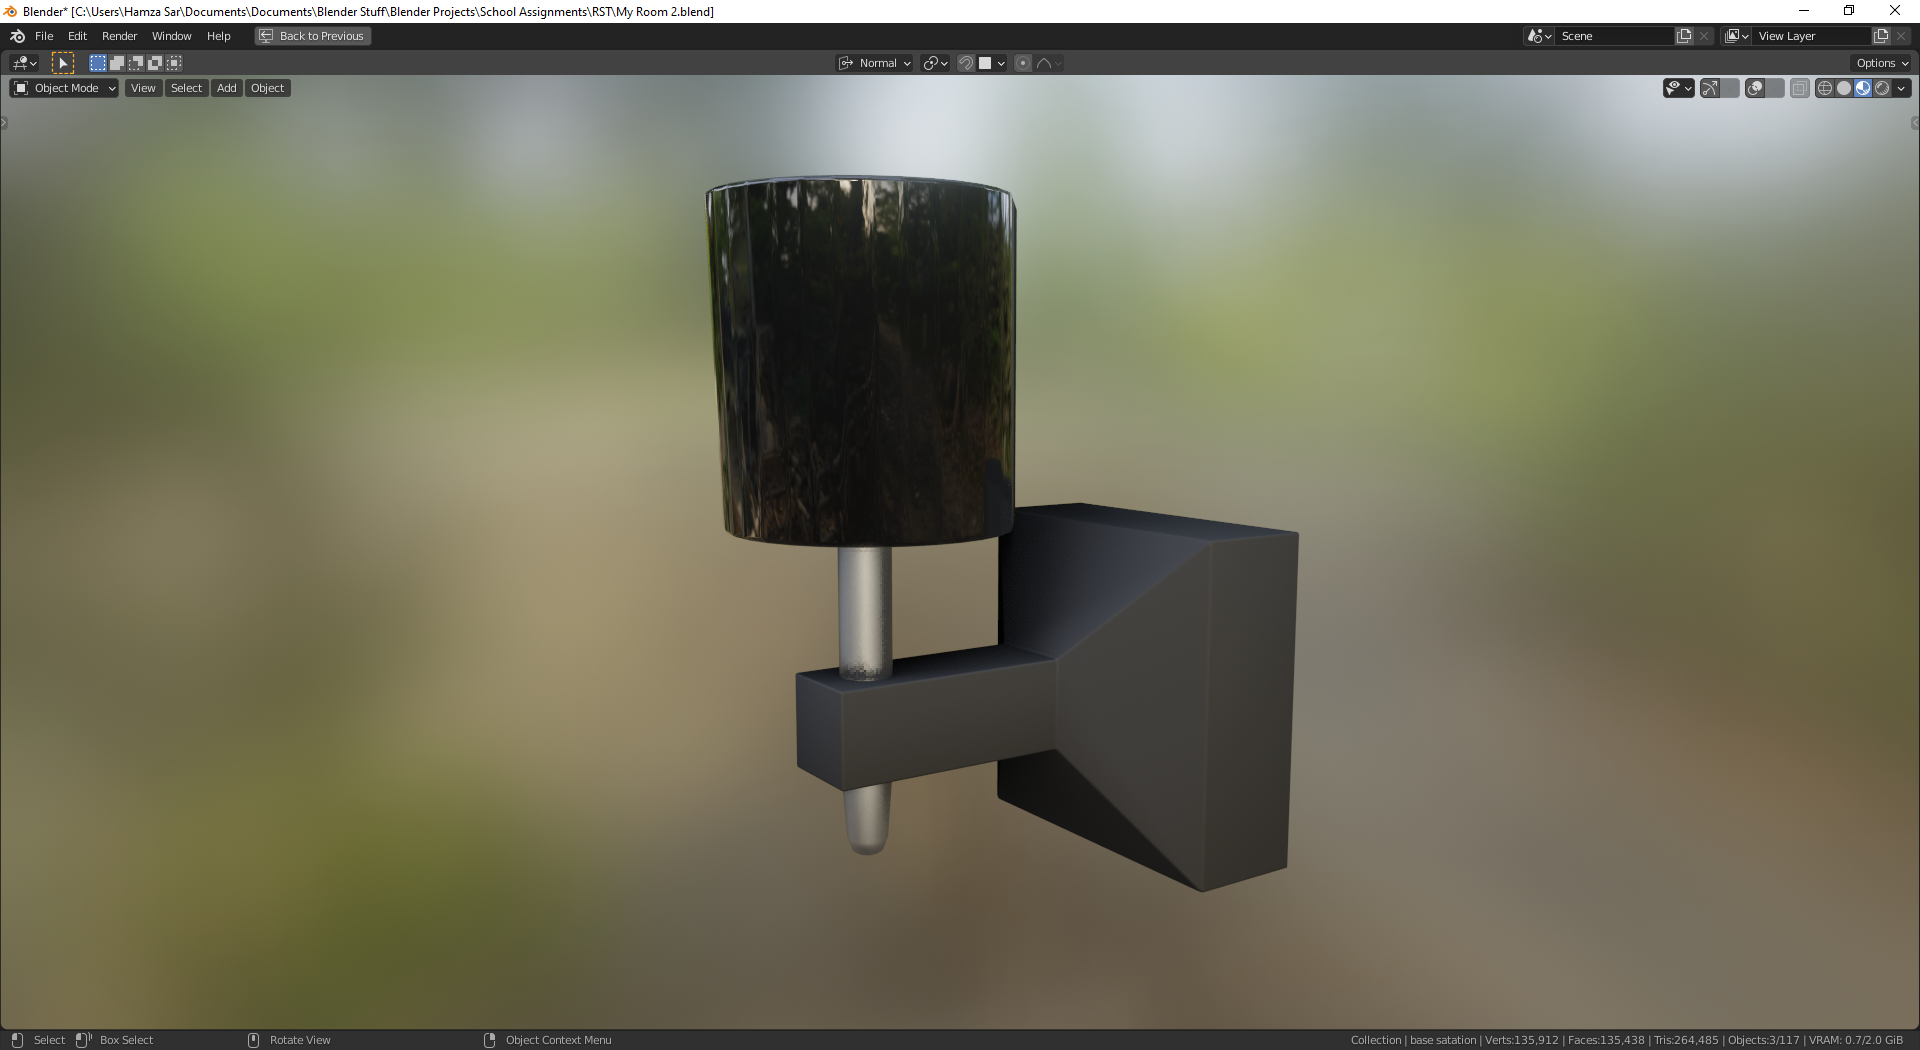 Blender* [C:\Users\Hamza Sar\Documents\Documents\Blender Stuff\Blender Projects\School Assignments\RST\My Room 2.blend]
File Edit Render Window Help Back to Previous Scene View Layer
Normal Options
Object Mode View Select Add Object
Select Box Select Rotate View Object Context Menu Collection | base satation | Verts:135,912 | Faces:135,438 | Tris:264,485 | Objects:3/117 | VRAM: 0.7/2.0 GiB